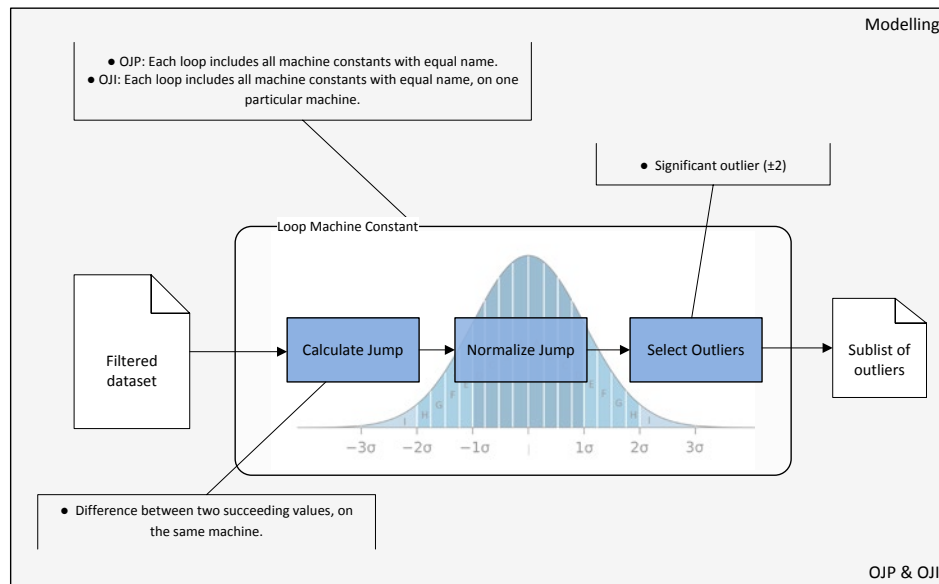 Modelling
● OJP: Each loop includes all machine constants with equal name.
● OJI: Each loop includes all machine constants with equal name, on one
particular machine.
● Significant outlier (±2)
Loop Machine Constant
Filtered
dataset
Calculate Jump
Normalize Jump
Select Outliers
Sublist of
outliers
I H G F E E F G H I
−3σ −2σ −1σ 1σ 2σ 3σ
● Difference between two succeeding values, on
the same machine.
OJP & OJI